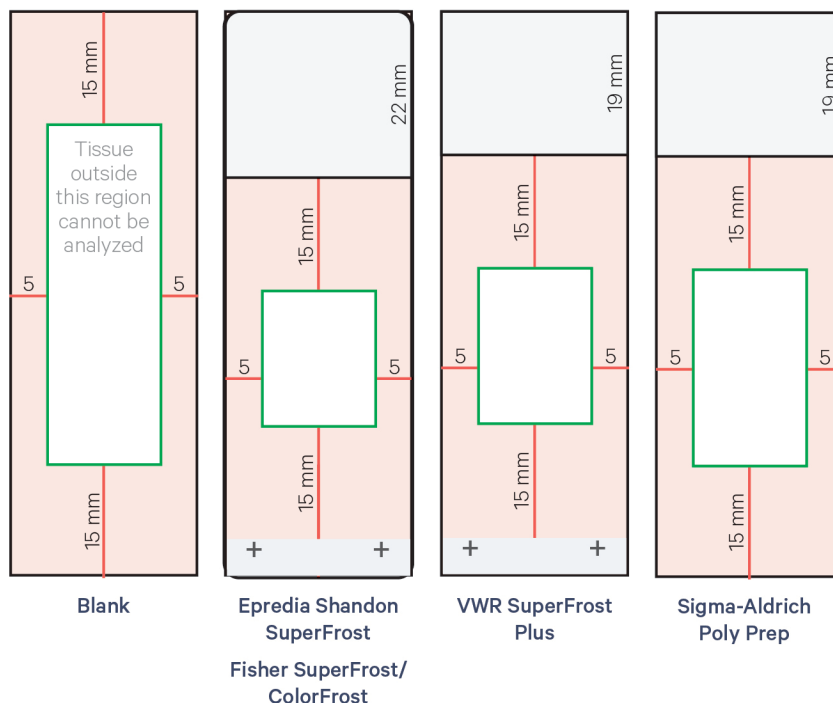 15 mm
Tissue
outside
this region
cannot be
analyzed
5
5
15 mm
Blank
22 mm
15 mm
5
5
15 mm
+
+
Epredia Shandon
SuperFrost
Fisher SuperFrost/
ColorFrost
19 mm
15 mm
5
5
15 mm
+
+
VWR SuperFrost
Plus
19 mm
15 mm
5
5
15 mm
Sigma-Aldrich
Poly Prep